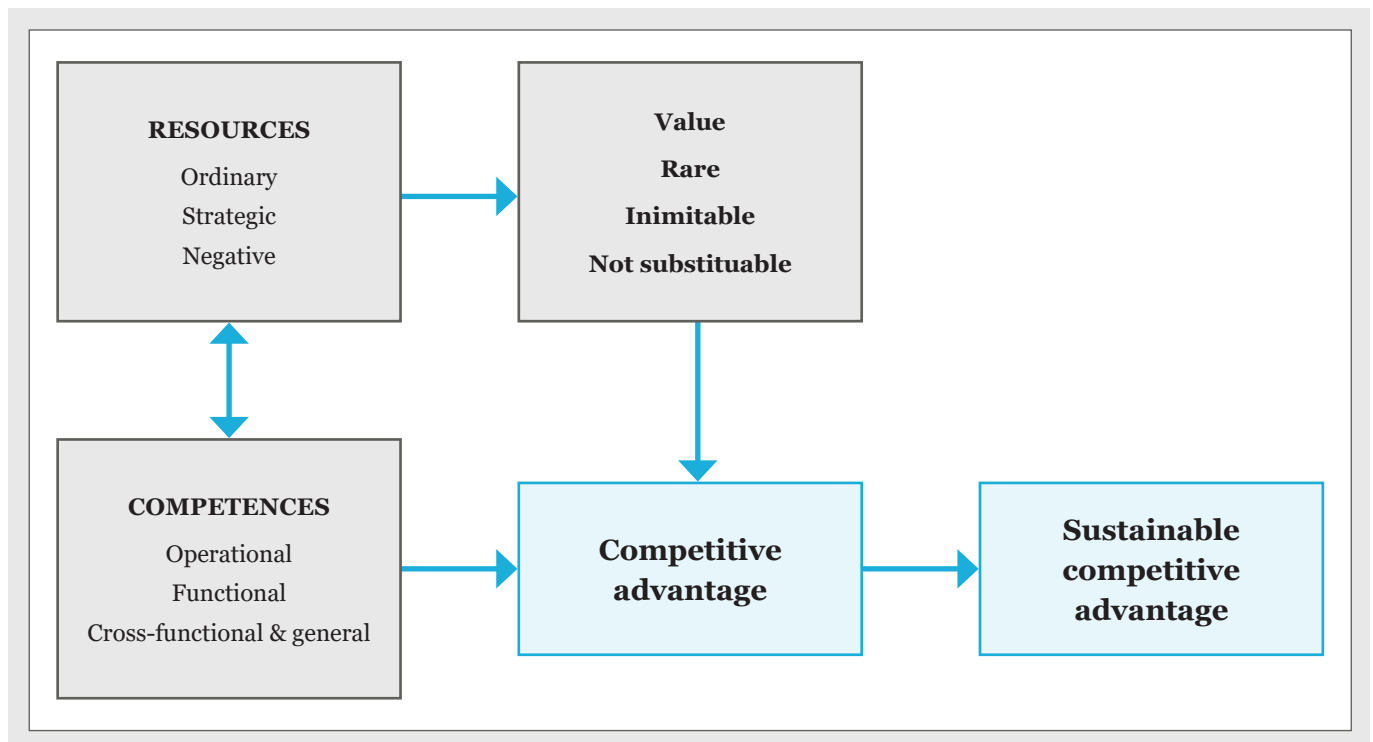 RESOURCES
Ordinary
Strategic
Negative
Value
Rare
Inimitable
Not substituable
COMPETENCES
Operational
Functional
Cross-functional & general
Competitive
advantage
Sustainable
competitive
advantage